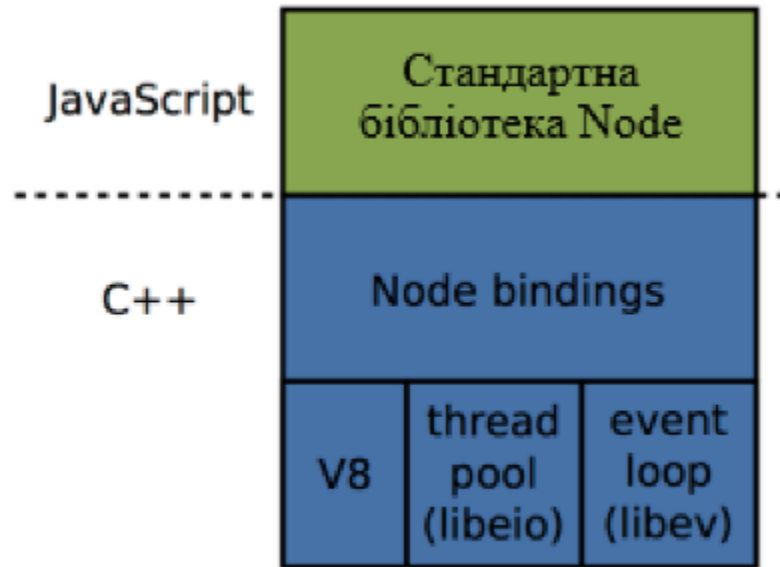 JavaScript
Стандартна
бібліотека Node
C++
Node bindings
V8
thread
pool
(libeio)
event
loop
(libev)